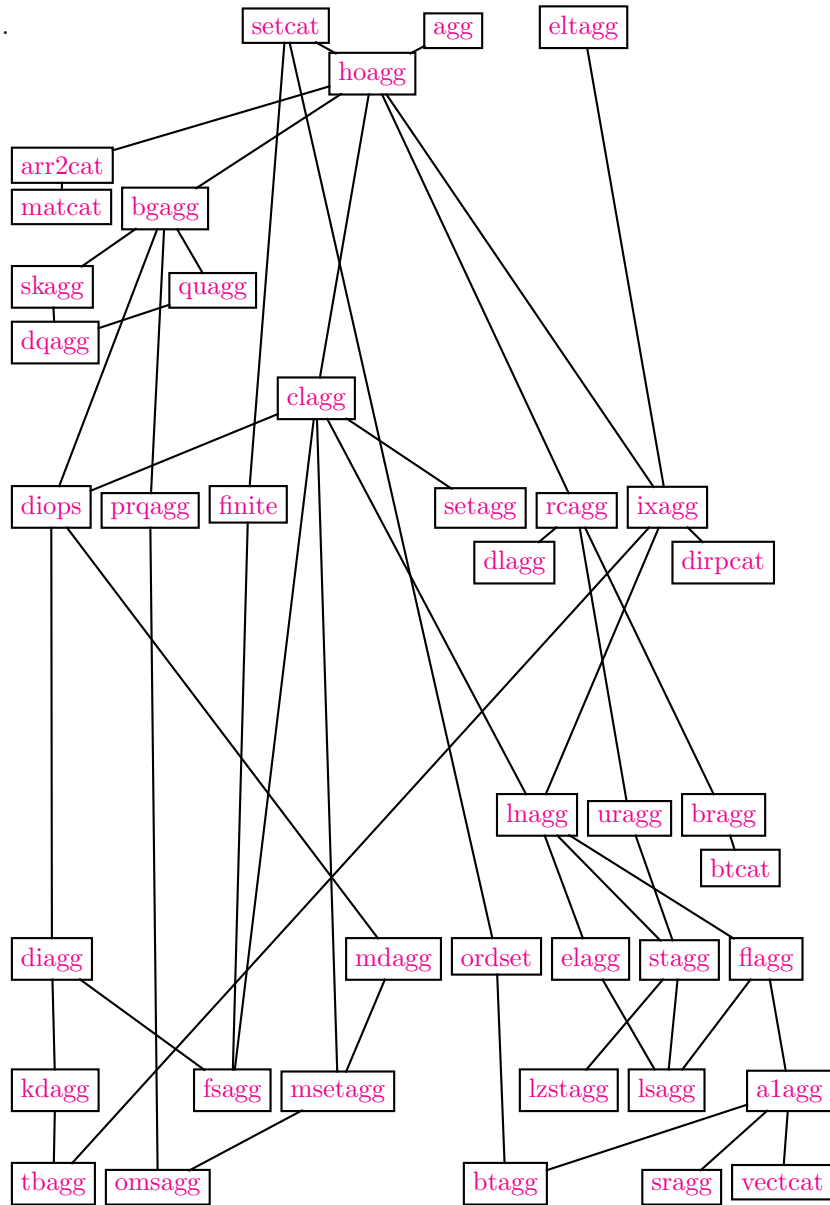 .
setcat agg eltagg
hoagg
arr2cat
matcat bgagg
skagg quagg
dqagg
clagg
diops prqagg finite setagg rcagg ixagg
dlagg dirpcat
lnagg uragg bragg
btcat
diagg mdagg ordset elagg stagg flagg
kdagg fsagg msetagg lzstagg lsagg a1agg
tbagg omsagg btagg sragg vectcat